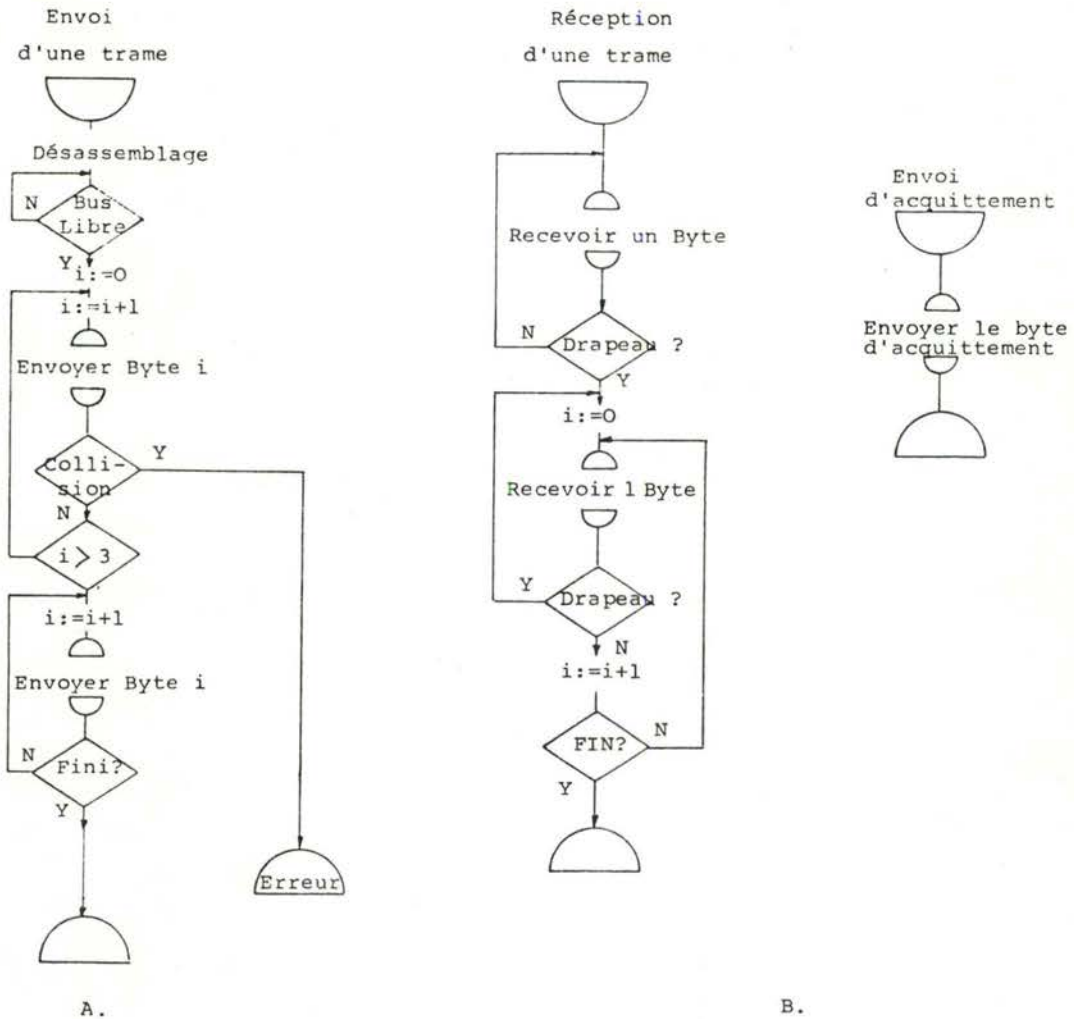 Envoi
d'une trame
Désassemblage
N
Bus
Libre
Y
i:=0
i:=i+1
Envoyer Byte i
Colli-
sion
Y
N
i > 3
i:=i+1
Envoyer Byte i
N
Fini?
Y
Erreur
A.
Réception
d'une trame
Recevoir un Byte
N
Drapeau ?
Y
i:=0
Recevoir 1 Byte
Y
Drapeau ?
N
i:=i+1
FIN?
N
Y
Envoi
d'acquittement
Envoyer le byte
d'acquittement
B.